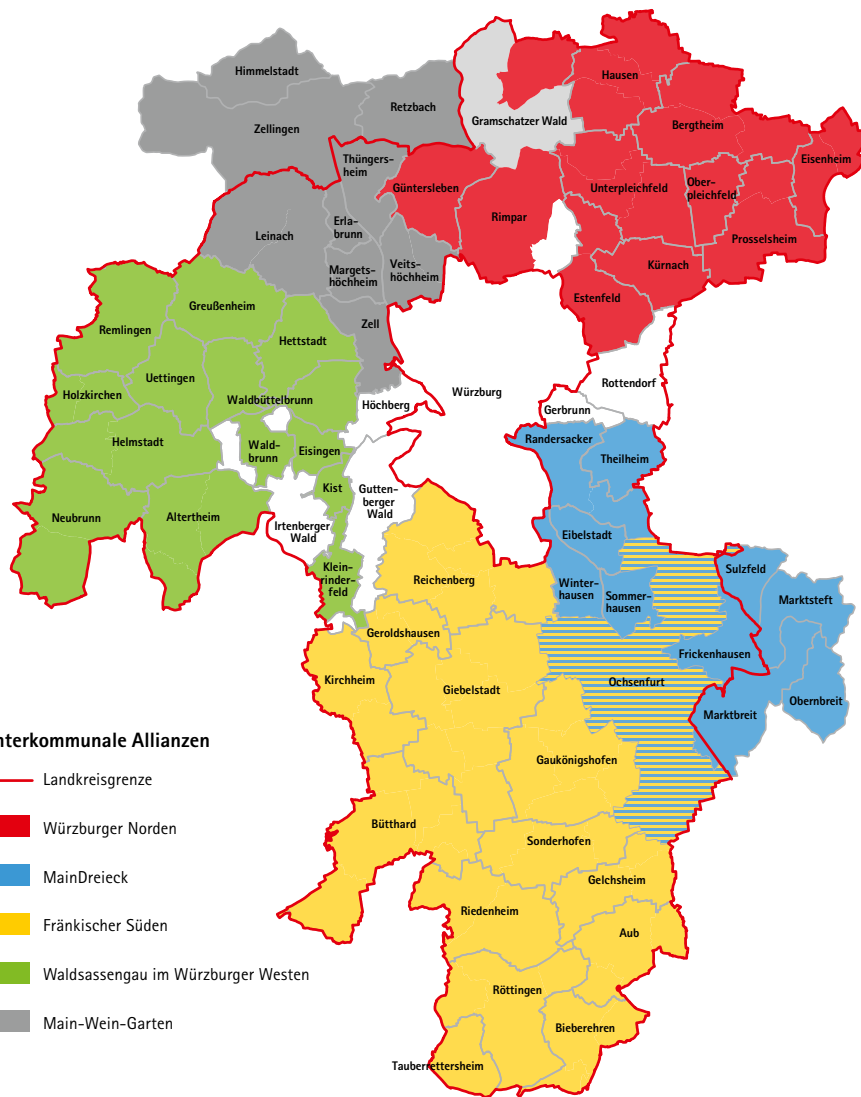 Himmelstadt
Hausen
Retzbach
Gramschatzer Wald
Zellingen
Bergtheim
Eisenheim
Thüngers-
heim
Güntersleben
Unterpleichfeld
Ober-
pleichfeld
Rimpar
Erla-
brunn
Leinach
Prosselsheim
Veits-
höchheim
Margets-
höchheim
Kürnach
Estenfeld
Greußenheim
Zell
Remlingen
Hettstadt
Uettingen
Rottendorf
Holzkirchen
Waldbüttelbrunn
Höchberg
Würzburg
Gerbrunn
Helmstadt
Wald-
brunn
Eisingen
Randersacker
Theilheim
Kist
Guttenberger
Wald
Neubrunn
Altertheim
Irtenberger
Wald
Eibelstadt
Klein-
rinder-
feld
Reichenberg
Winter-
hausen
Sommer-
hausen
Sulzfeld
Marktsteft
Geroldshausen
Frickenhausen
Kirchheim
Giebelstadt
Ochsenfurt
Obernbreit
Marktbreit
nterkommunale Allianzen
Gaukönigshofen
Landkreisgrenze
Würzburger Norden
Bütthard
Sonderhofen
MainDreieck
Gelchsheim
Riedenheim
Fränkischer Süden
Aub
Waldsassengau im Würzburger Westen
Röttingen
Main-Wein-Garten
Bieberehren
Tauberrettersheim